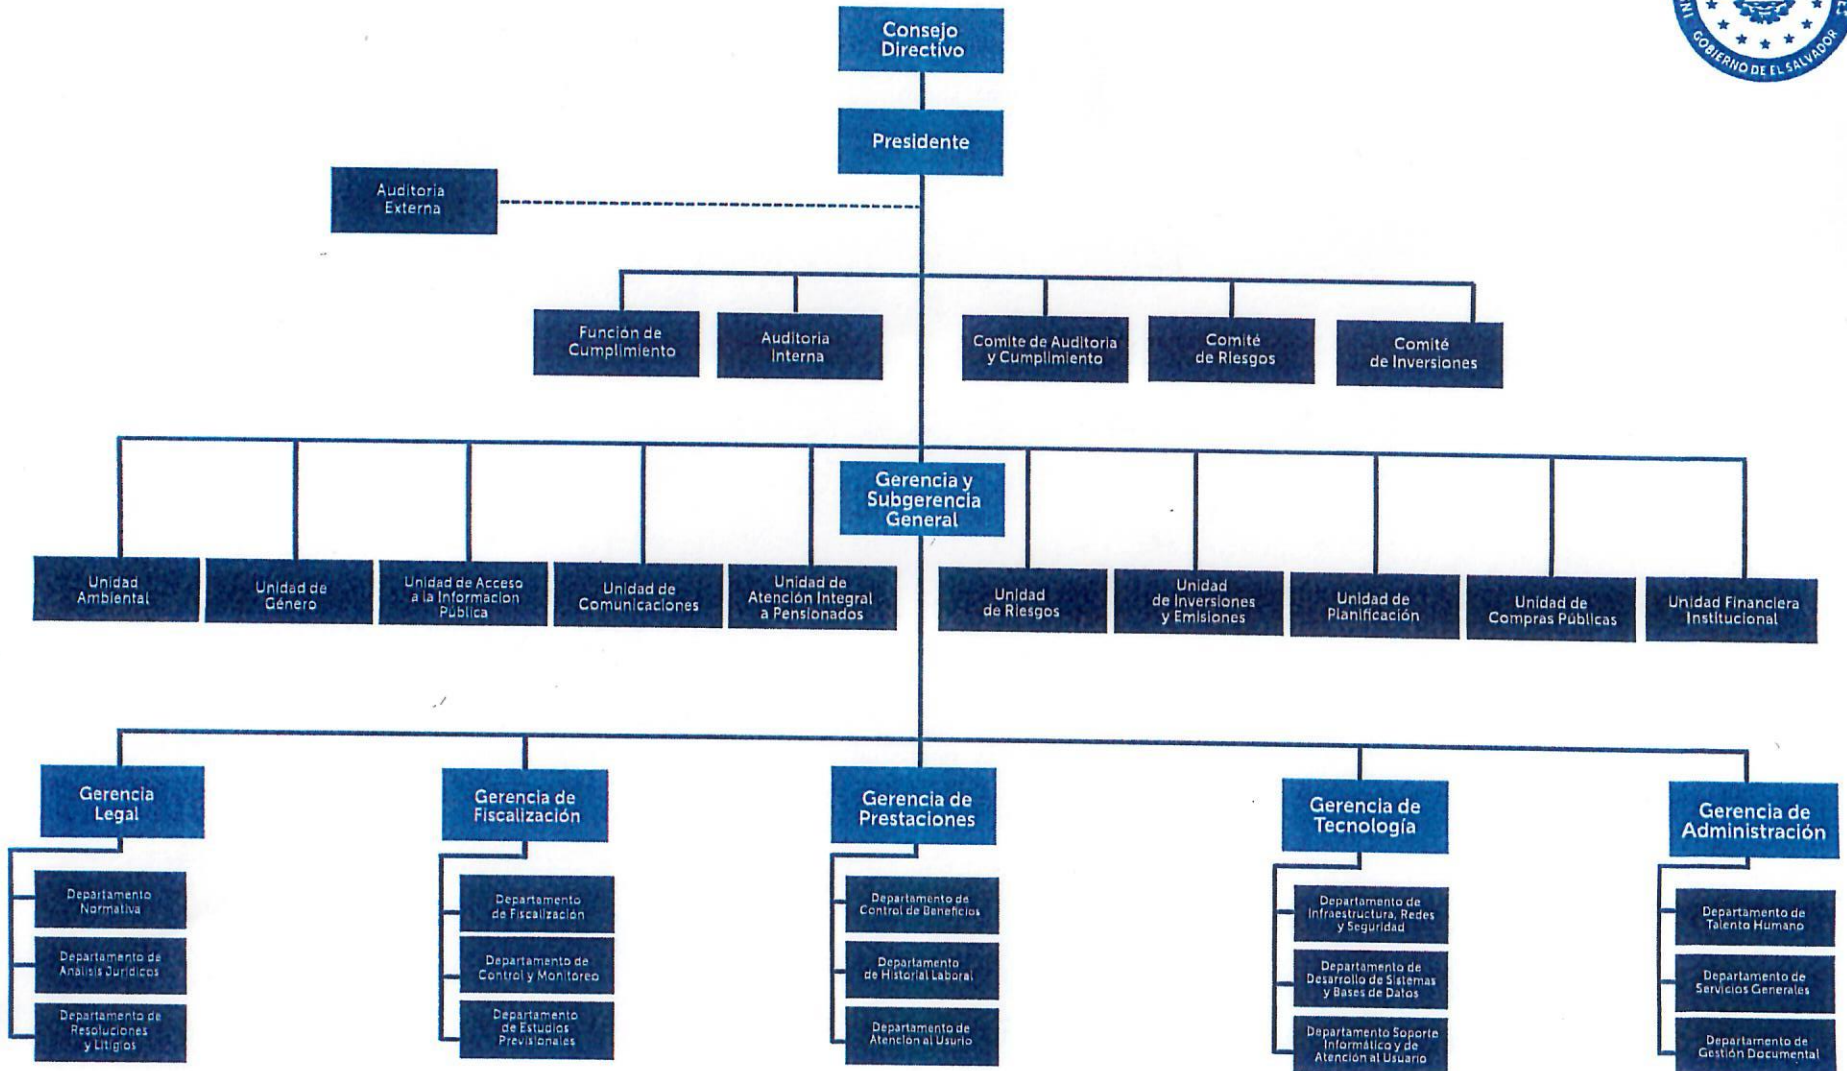 GOBIERNO DE EL SALVADOR
Consejo
Directivo
Presidente
Auditoria
Externa
Función de
Cumplimiento
Auditoria
Interna
Comite de Auditoria
y Cumplimiento
Comité
de Riesgos
Comité
de Inversiones
Gerencia y
Subgerencia
General
Unidad
Ambiental
Unidad de
Género
Unidad de Acceso
a la Informacion
Pública
Unidad de
Comunicaciones
Unidad de
Atención Integral
a Pensionados
Unidad
de Riesgos
Unidad
de Inversiones
y Emisiones
Unidad de
Planificación
Unidad de
Compras Públicas
Unidad Financiera
Institucional
Gerencia
Legal
Departamento
Normativa
Departamento de
Análisis Jurídicos
Departamento de
Resoluciones
y Litigios
Gerencia de
Fiscalización
Departamento
de Fiscalización
Departamento de
Control y Monitoreo
Departamento
de Estudios
Previsionales
Gerencia de
Prestaciones
Departamento de
Control de Beneficios
Departamento
de Historial Laboral
Departamento de
Atención al Usurio
Gerencia de
Tecnología
Departamento de
Infraestructura, Redes
y Seguridad
Departamento de
Desarrollo de Sistemas
y Bases de Datos
Departamento Soporte
Informático y de
Atención al Usuario
Gerencia de
Administración
Departamento de
Talento Humano
Departamento de
Servicios Generales
Departamento de
Gestión Documental